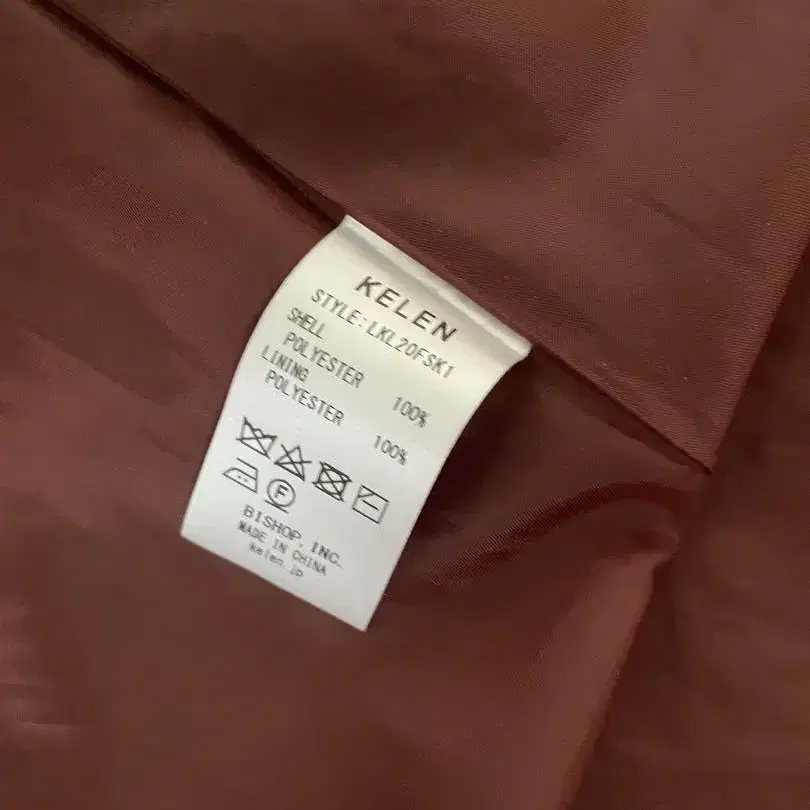 KELEN
STYLE:LKL20FSK1
SHELL
POLYESTER 100%
LINING
POLYESTER 100%
F
BISHOP, INC.
MADE IN CHINA
kelen.jp